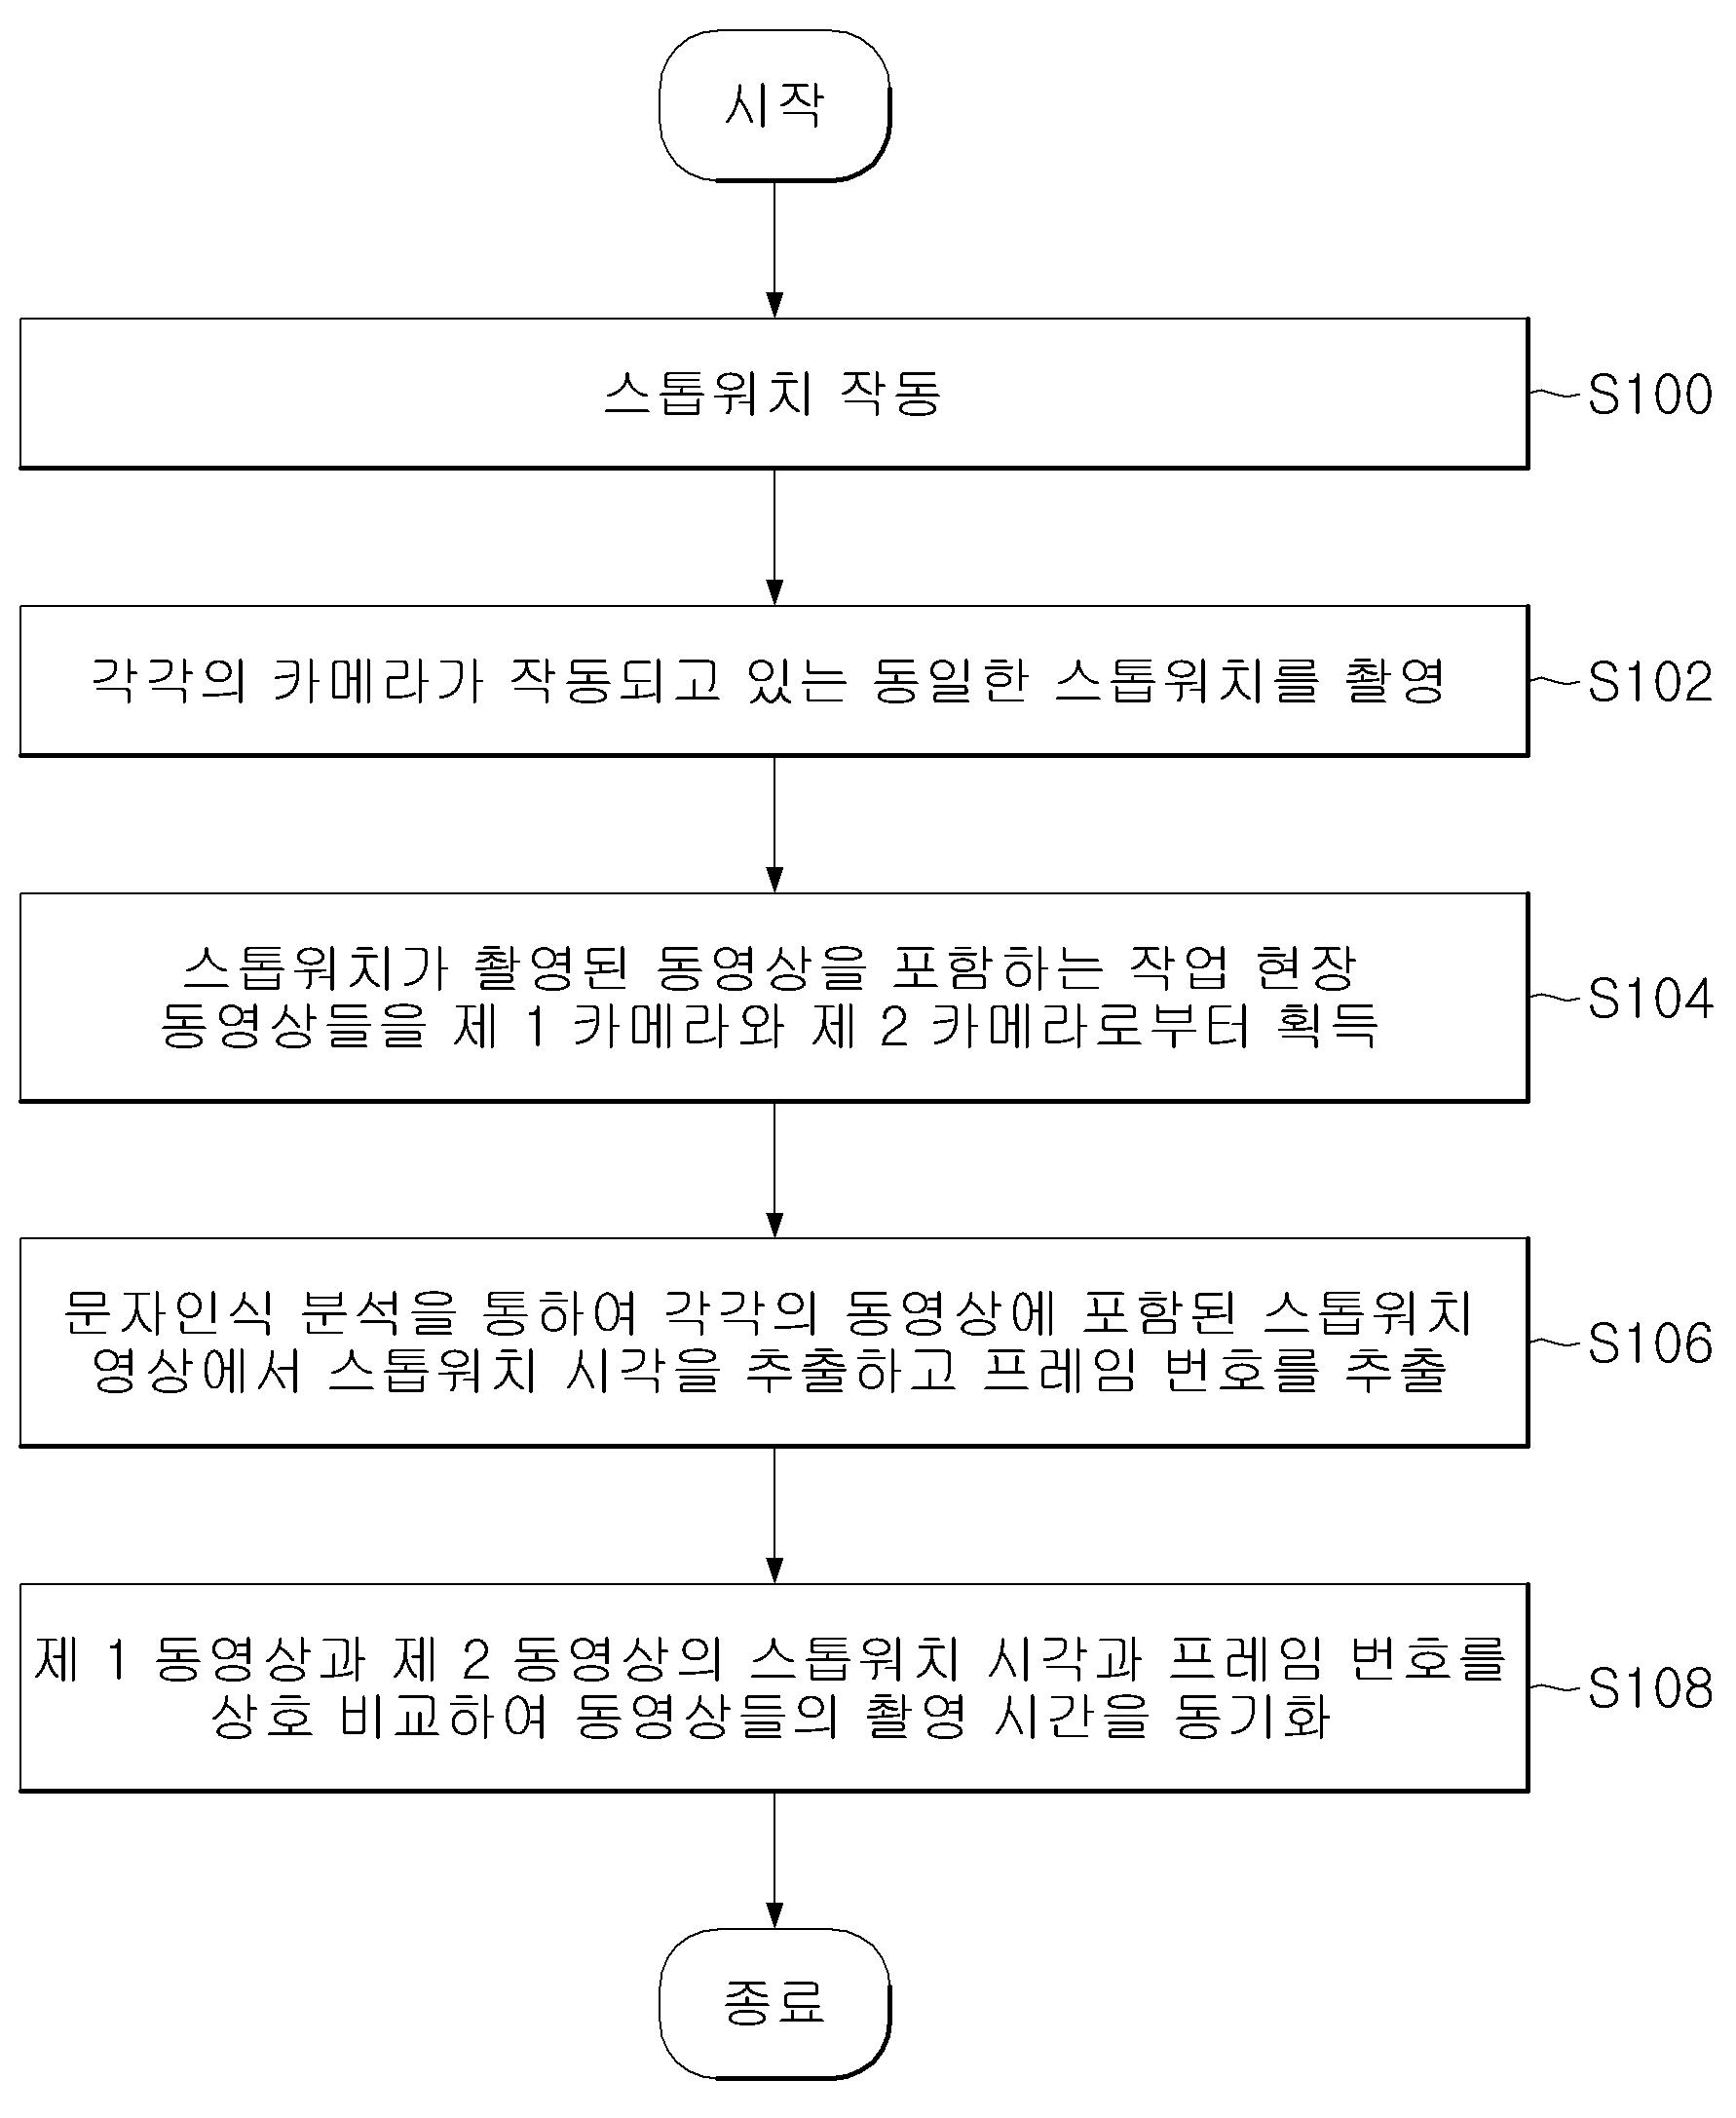 시작
스톱워치 작동
S100
각각의 카메라가 작동되고 있는 동일한 스톱워치를 촬영
S102
스톱워치가 촬영된 동영상을 포함하는 작업 현장
동영상들을 제 1 카메라와 제 2 카메라로부터 획득
S104
문자인식 분석을 통하여 각각의 동영상에 포함된 스톱워치
영상에서 스톱워치 시각을 추출하고 프레임 번호를 추출
S106
제 1 동영상과 제 2 동영상의 스톱워치 시각과 프레임 번호를
상호 비교하여 동영상들의 촬영 시간을 동기화
S108
종료